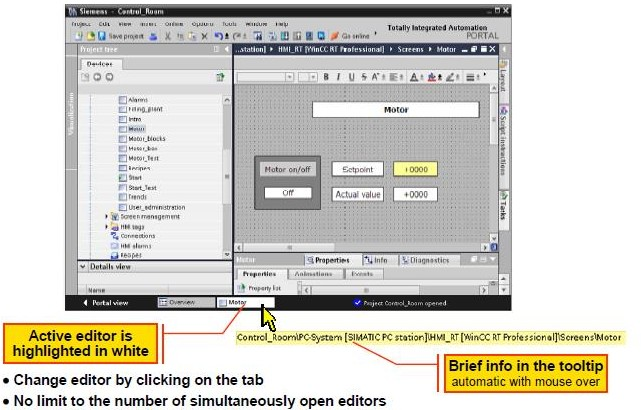 Siemens - Control_Room
Project Edit View Insert Online Options Tools Window Help
Totally Integrated Automation
PORTAL
Save project
Go online
Project tree
...station] HMI_RT [WinCC RT Professional] Screens Motor
Devices
Visualization
Layout
Script instructions
Tasks
B I U S A
Alarms
Filling_plant
Intro
Motor
Motor_blocks
Motor_box
Motor_Test
Recipes
Start
Start_Test
Trends
User_administration
Screen management
HMI tags
Connections
HMI alarms
Recipes
Motor
Motor on/off
Off
Setpoint
+0000
Actual value
+0000
Details view
Name
Motor
Properties
Info
Diagnostics
Properties
Animations
Events
Property list
Portal view
Overview
Motor
Project Control_Room opened
Control_Room\PC-System [SIMATIC PC station]\HMI_RT [WinCC RT Professional]\Screens\Motor
Active editor is
highlighted in white
Brief info in the tooltip
automatic with mouse over
• Change editor by clicking on the tab
• No limit to the number of simultaneously open editors